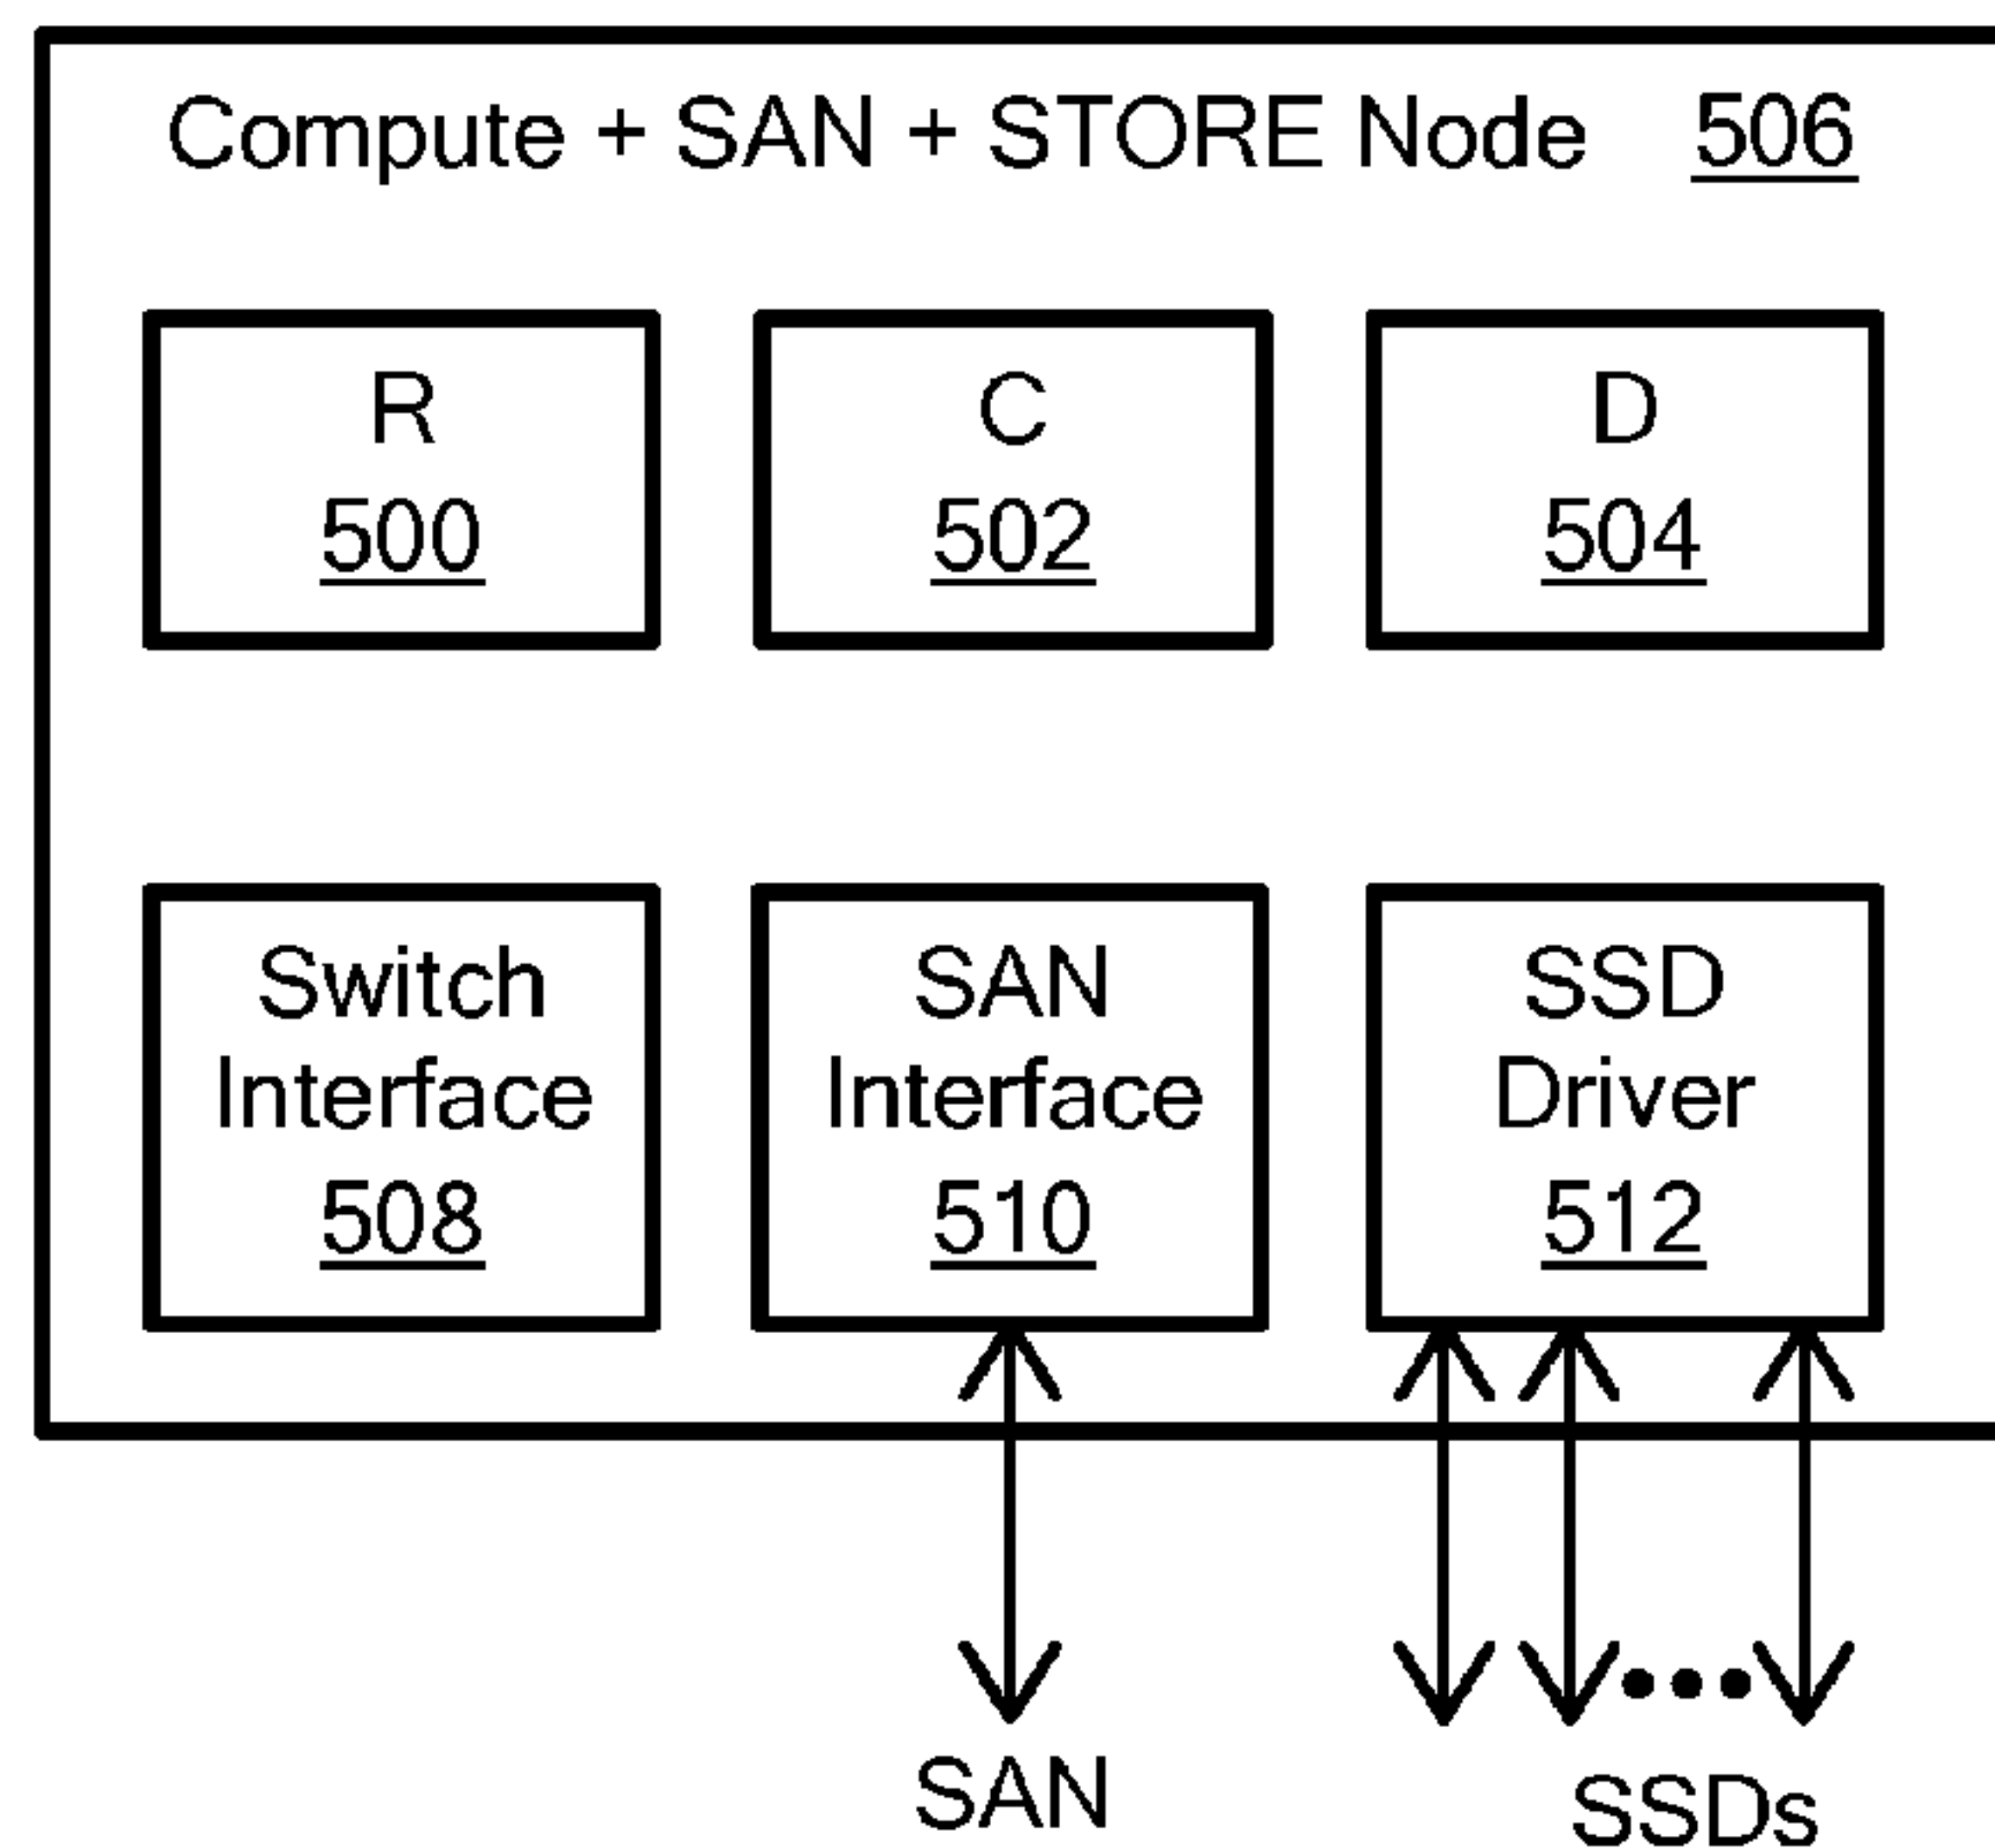 Compute + SAN + STORE Node 506
R
500
C
502
D
504
Switch
Interface
508
SAN
Interface
510
SSD
Driver
512
SAN
SSDs